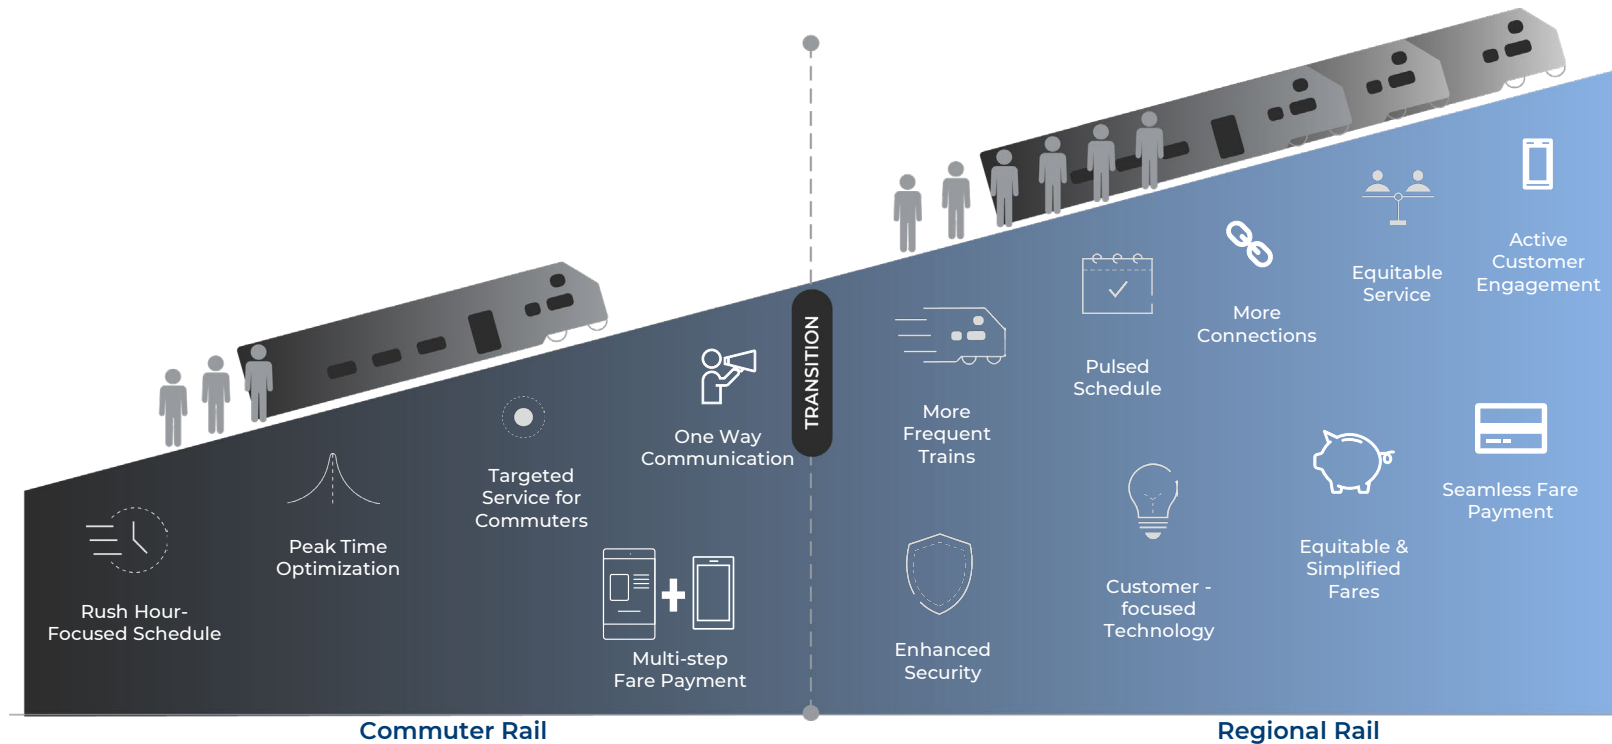 Rush Hour-
Focused Schedule
Peak Time
Optimization
Targeted
Service for
Commuters
One Way
Communication
Multi-step
Fare Payment
TRANSITION
More
Frequent
Trains
Enhanced
Security
Pulsed
Schedule
Customer -
focused
Technology
More
Connections
Equitable
Service
Equitable &
Simplified
Fares
Active
Customer
Engagement
Seamless Fare
Payment
Commuter Rail
Regional Rail